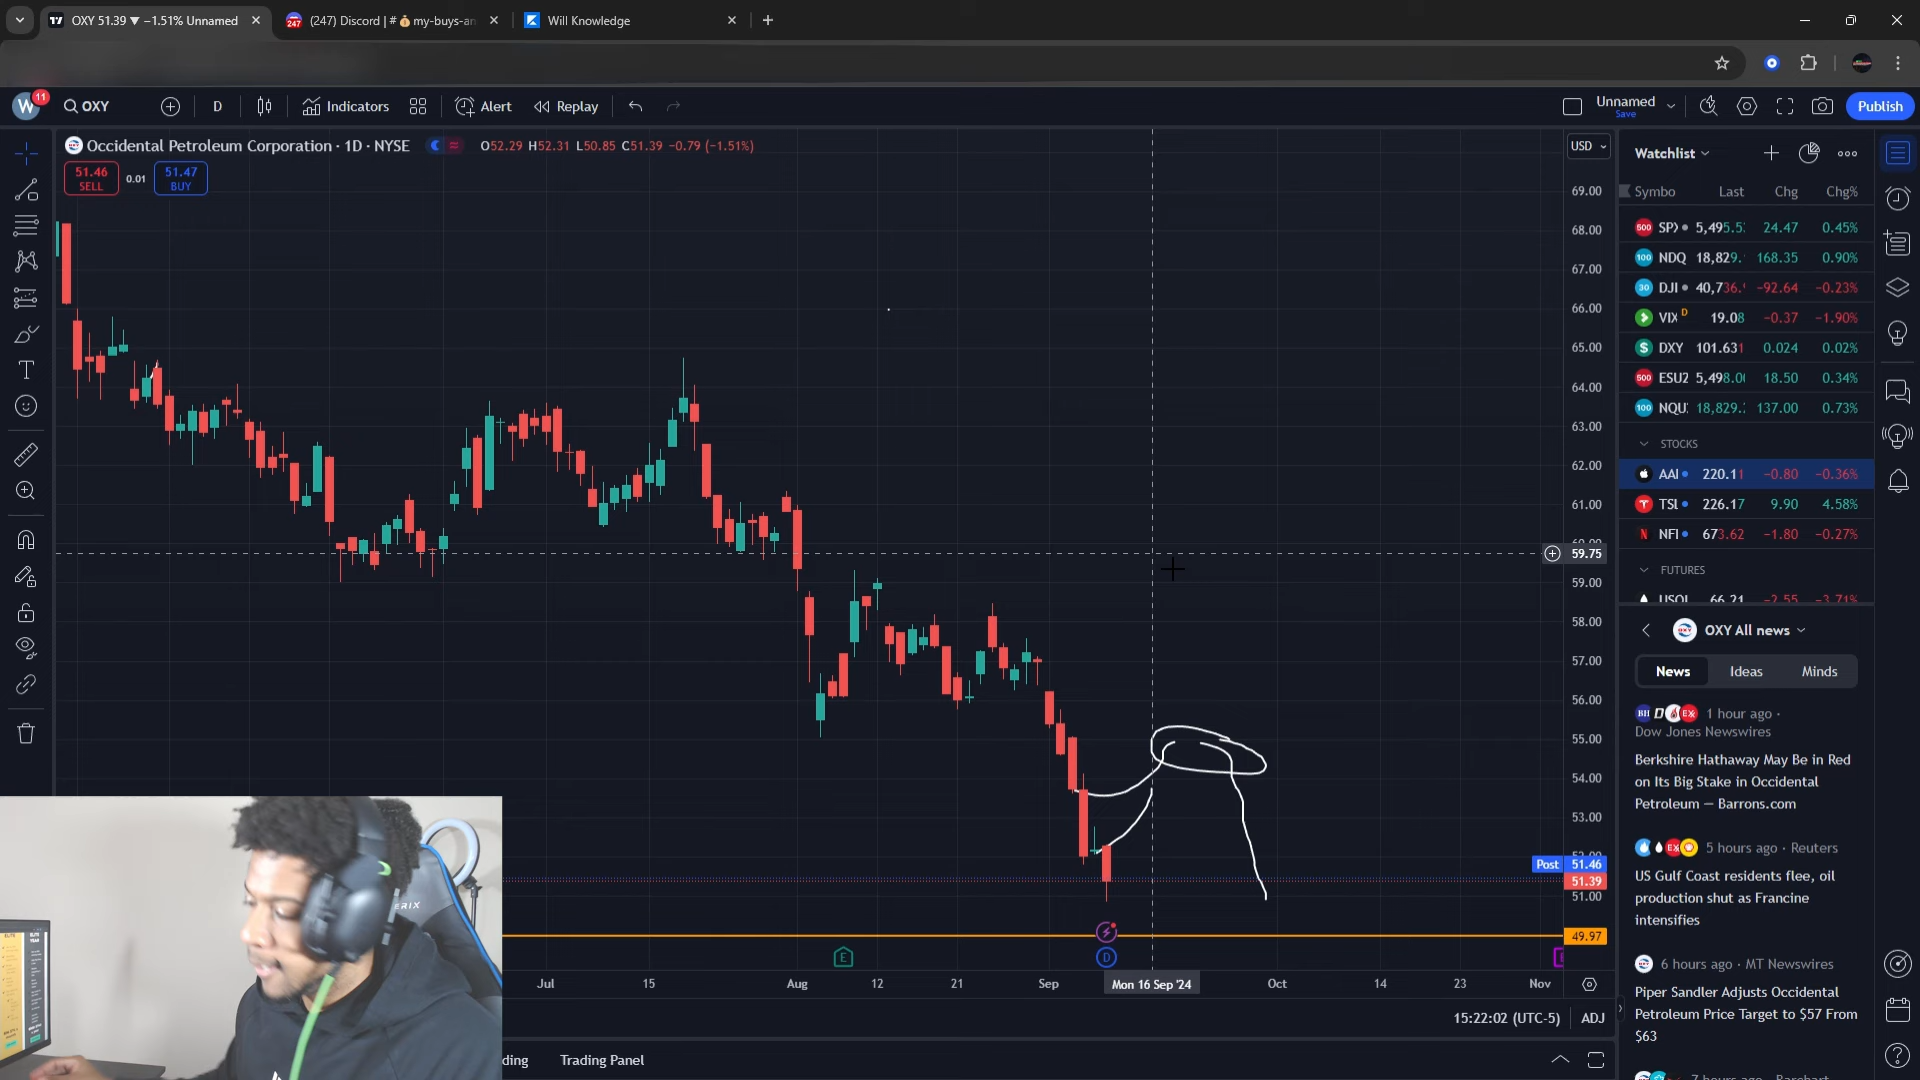 OXY 51.39 ▼ −1.51% Unnamed
(247) Discord | # 💰my-buys-an
Will Knowledge
W 11
OXY
D
Indicators
Alert
Replay
Unnamed
Save
Publish
Occidental Petroleum Corporation · 1D · NYSE
O52.29 H52.31 L50.85 C51.39 −0.79 (−1.51%)
51.46
SELL
0.01
51.47
BUY
USD
69.00
68.00
67.00
66.00
65.00
64.00
63.00
62.00
61.00
59.75
59.00
58.00
57.00
56.00
55.00
54.00
53.00
Post 51.46
51.39
51.00
49.97
E
D
Jul
15
Aug
12
21
Sep
Mon 16 Sep '24
Oct
14
23
Nov
15:22:02 (UTC-5)
ADJ
Trading Panel
Watchlist
Symbo Last Chg Chg%
SPX 5,495.5 24.47 0.45%
NDQ 18,829. 168.35 0.90%
DJI 40,736. −92.64 −0.23%
VIX D 19.08 −0.37 −1.90%
DXY 101.631 0.024 0.02%
ESU2 5,498.00 18.50 0.34%
NQU 18,829. 137.00 0.73%
STOCKS
AAI 220.11 −0.80 −0.36%
TSL 226.17 9.90 4.58%
NFI 673.62 −1.80 −0.27%
FUTURES
USOI 66.21 −2.55 −3.71%
OXY All news
News
Ideas
Minds
1 hour ago ·
Dow Jones Newswires
Berkshire Hathaway May Be in Red
on Its Big Stake in Occidental
Petroleum — Barrons.com
5 hours ago · Reuters
US Gulf Coast residents flee, oil
production shut as Francine
intensifies
6 hours ago · MT Newswires
Piper Sandler Adjusts Occidental
Petroleum Price Target to $57 From
$63